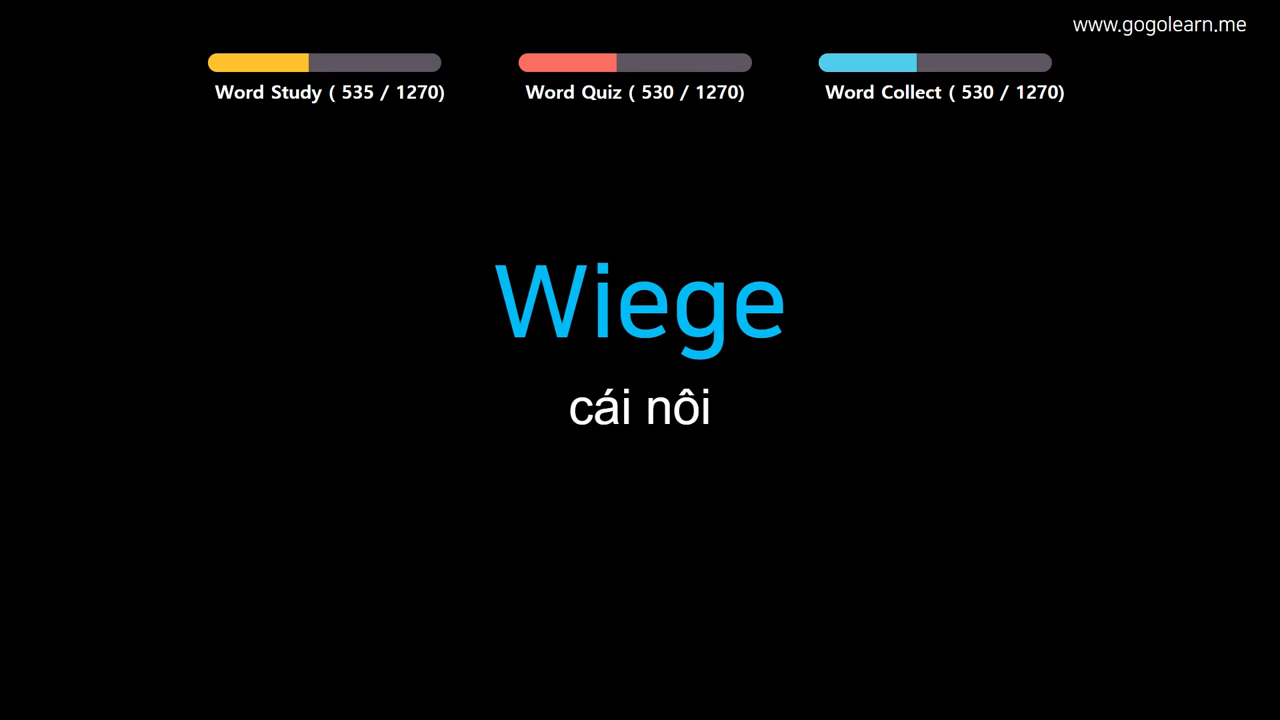 www.gogolearn.me
Word Study ( 535 / 1270)
Word Quiz ( 530 / 1270)
Word Collect ( 530 / 1270)
Wiege
cái nôi